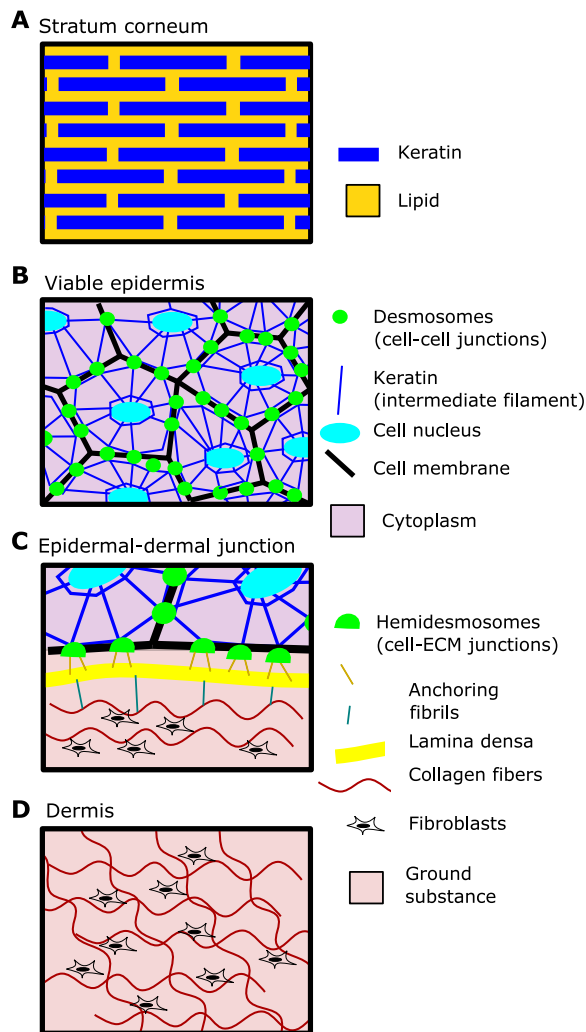 A Stratum corneum
Keratin
Lipid
B Viable epidermis
Desmosomes
(cell-cell junctions)
Keratin
(intermediate filament)
Cell nucleus
Cell membrane
Cytoplasm
C Epidermal-dermal junction
Hemidesmosomes
(cell-ECM junctions)
Anchoring
fibrils
Lamina densa
Collagen fibers
D Dermis
Fibroblasts
Ground
substance